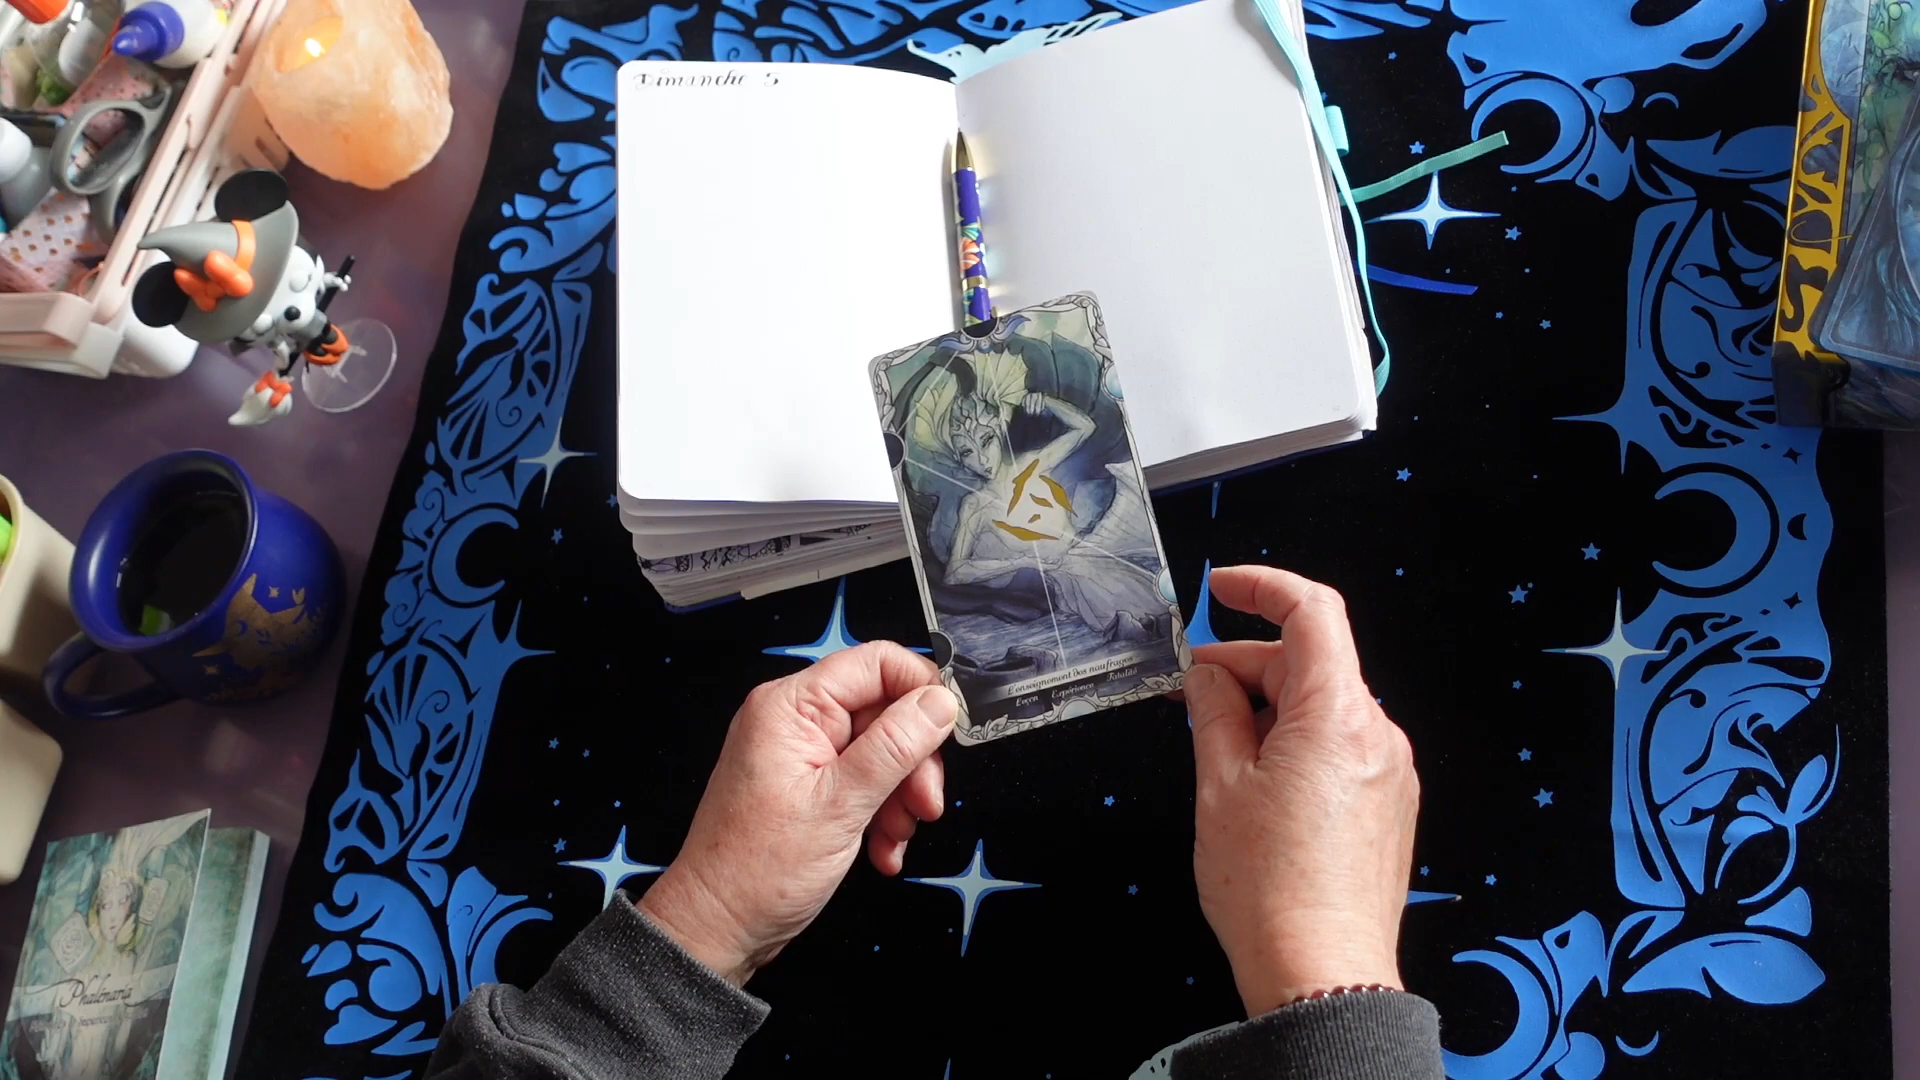 Dimanche 5
L'enseignement des naufrages
Leçon Expérience Fatalité
Phalénaria